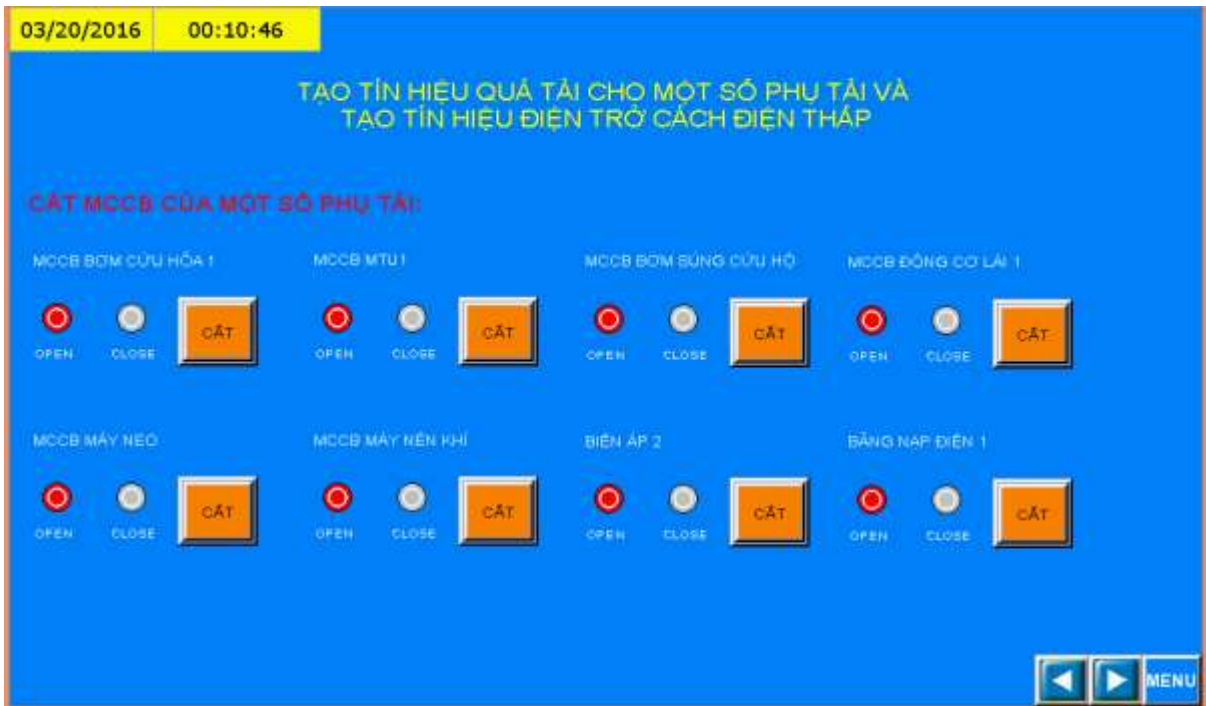 03/20/2016 00:10:46
TẠO TÍN HIỆU QUÁ TẢI CHO MỘT SỐ PHỤ TẢI VÀ
TẠO TÍN HIỆU ĐIỆN TRỞ CÁCH ĐIỆN THẤP
CẮT MCCB CỦA MỘT SỐ PHỤ TẢI:
MCCB BƠM CỨU HỎA 1 MCCB MTU1 MCCB BƠM SÚNG CỨU HỘ MCCB ĐỘNG CƠ LÁI 1
CẮT CẮT CẮT CẮT
OPEN CLOSE OPEN CLOSE OPEN CLOSE OPEN CLOSE
MCCB MÁY NEO MCCB MÁY NÉN KHÍ BIẾN ÁP 2 BẢNG NẠP ĐIỆN 1
CẮT CẮT CẮT CẮT
OPEN CLOSE OPEN CLOSE OPEN CLOSE OPEN CLOSE
MENU